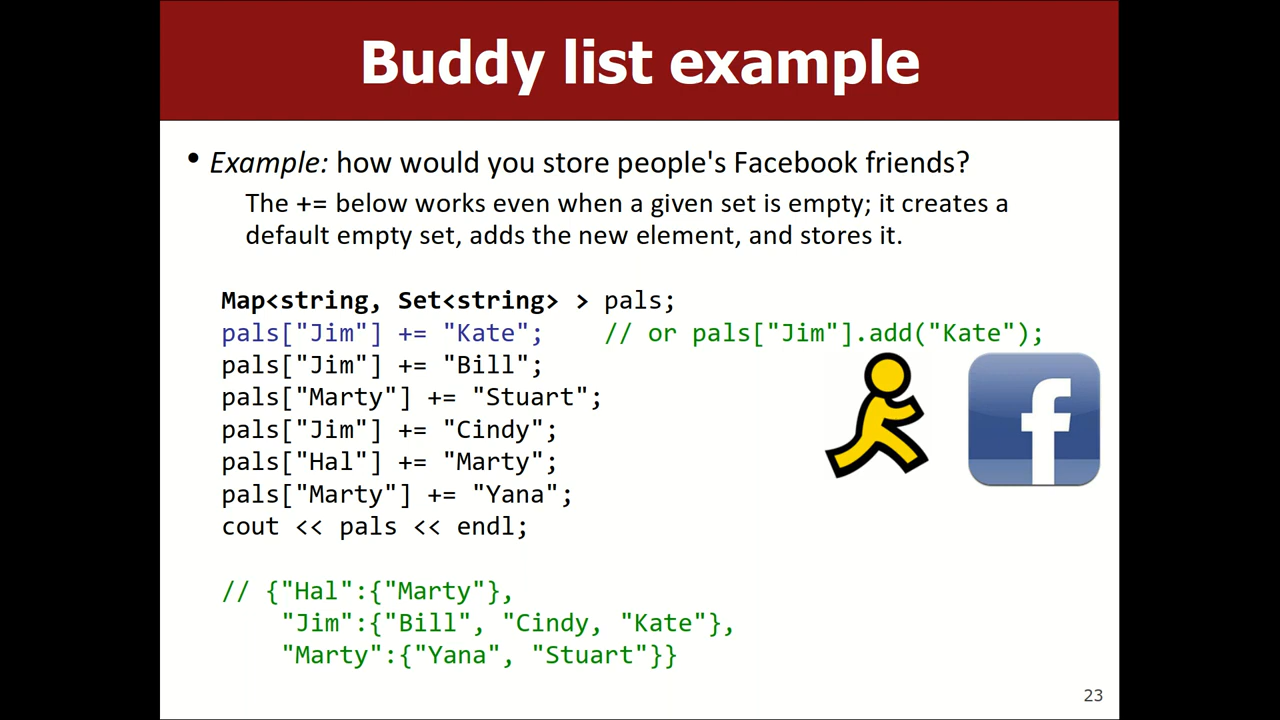 Buddy list example
• Example: how would you store people's Facebook friends?
The += below works even when a given set is empty; it creates a
default empty set, adds the new element, and stores it.
Map<string, Set<string> > pals;
pals["Jim"] += "Kate";    // or pals["Jim"].add("Kate");
pals["Jim"] += "Bill";
pals["Marty"] += "Stuart";
pals["Jim"] += "Cindy";
pals["Hal"] += "Marty";
pals["Marty"] += "Yana";
cout << pals << endl;
f
// {"Hal":{"Marty"},
"Jim":{"Bill", "Cindy, "Kate"},
"Marty":{"Yana", "Stuart"}}
23